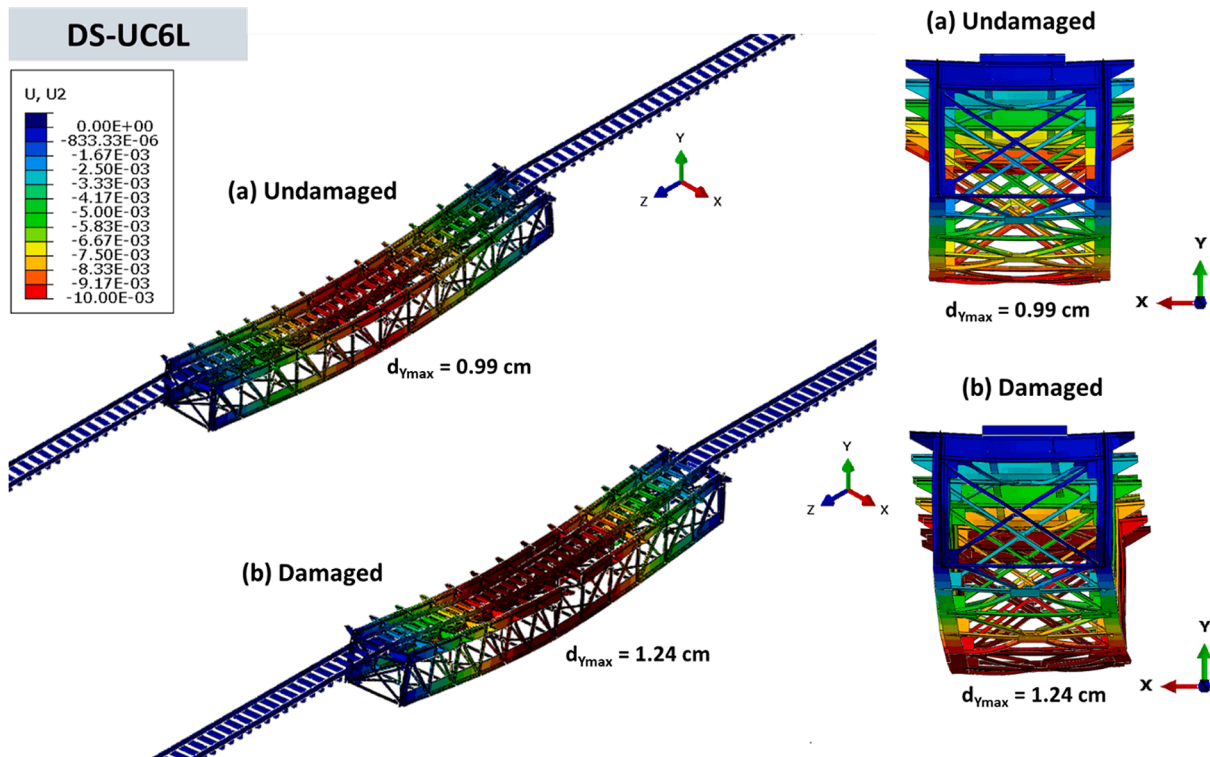 DS-UC6L
U, U2
0.00E+00
-833.33E-06
-1.67E-03
-2.50E-03
-3.33E-03
-4.17E-03
-5.00E-03
-5.83E-03
-6.67E-03
-7.50E-03
-8.33E-03
-9.17E-03
-10.00E-03
(a) Undamaged
Y
Z
X
dYmax = 0.99 cm
(b) Damaged
Y
Z
X
dYmax = 1.24 cm
(a) Undamaged
Y
X
dYmax = 0.99 cm
(b) Damaged
Y
X
dYmax = 1.24 cm